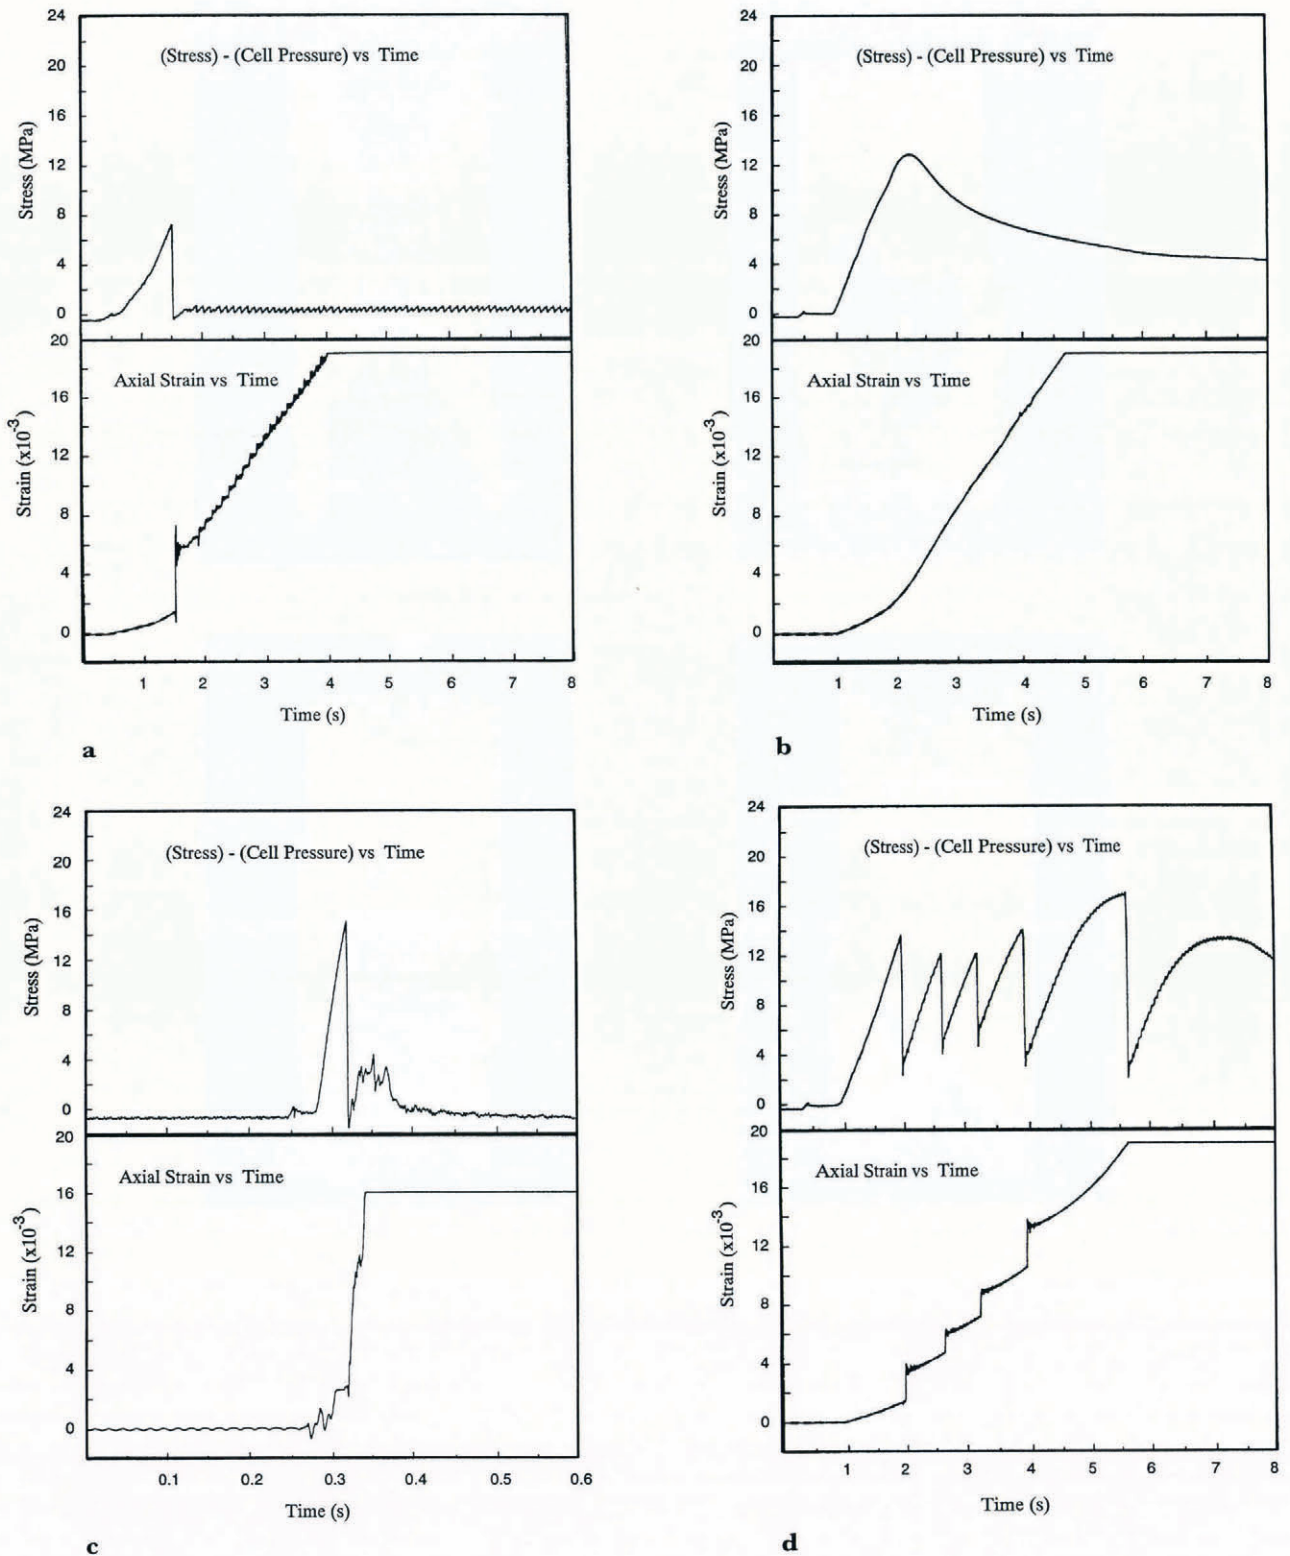 24
(Stress) - (Cell Pressure) vs Time
20
16
12
8
4
0
Stress (MPa)
20
Axial Strain vs Time
16
12
8
4
0
Strain (x10-3)
1 2 3 4 5 6 7 8
Time (s)
a
24
(Stress) - (Cell Pressure) vs Time
20
16
12
8
4
0
Stress (MPa)
20
Axial Strain vs Time
16
12
8
4
0
Strain (x10-3)
1 2 3 4 5 6 7 8
Time (s)
b
24
(Stress) - (Cell Pressure) vs Time
20
16
12
8
4
0
Stress (MPa)
20
Axial Strain vs Time
16
12
8
4
0
Strain (x10-3)
0.1 0.2 0.3 0.4 0.5 0.6
Time (s)
c
24
(Stress) - (Cell Pressure) vs Time
20
16
12
8
4
0
Stress (MPa)
20
Axial Strain vs Time
16
12
8
4
0
Strain (x10-3)
1 2 3 4 5 6 7 8
Time (s)
d